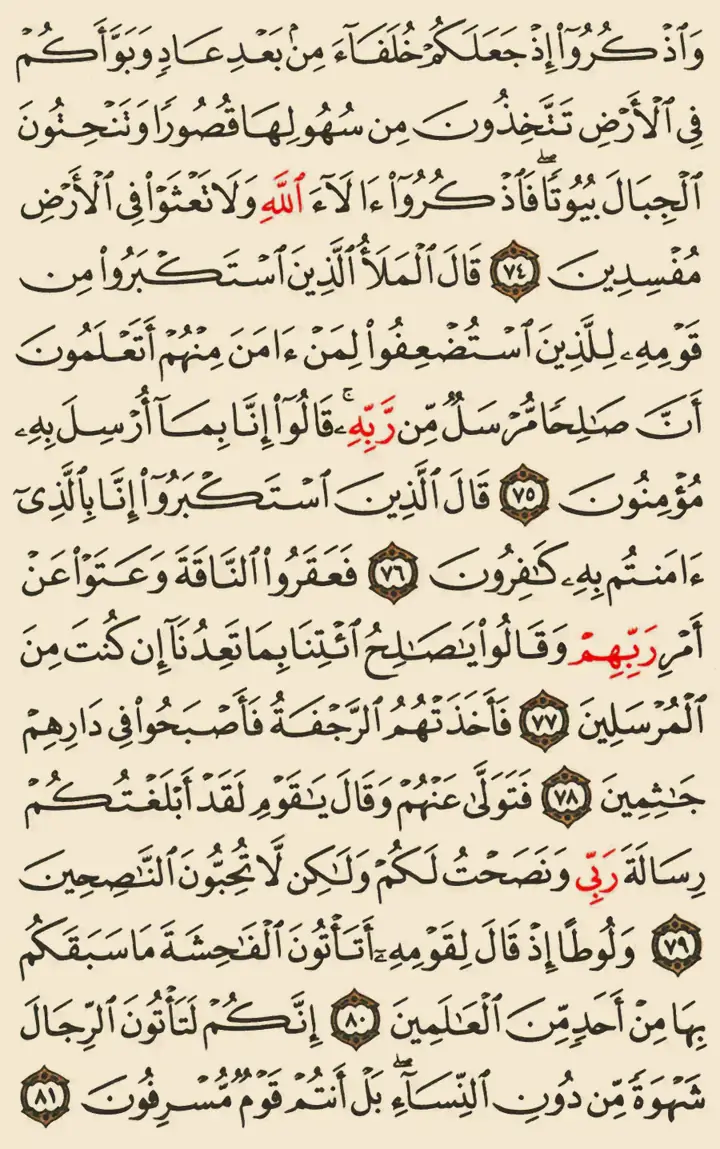 وَٱذۡكُرُوٓاْ إِذۡ جَعَلَكُمۡ خُلَفَآءَ مِنۢ بَعۡدِ عَادٖ وَبَوَّأَكُمۡ
فِي ٱلۡأَرۡضِ تَتَّخِذُونَ مِن سُهُولِهَا قُصُورٗا وَتَنۡحِتُونَ
ٱلۡجِبَالَ بُيُوتٗاۖ فَٱذۡكُرُوٓاْ ءَالَآءَ ٱللَّهِ وَلَا تَعۡثَوۡاْ فِي ٱلۡأَرۡضِ
مُفۡسِدِينَ ٧٤ قَالَ ٱلۡمَلَأُ ٱلَّذِينَ ٱسۡتَكۡبَرُواْ مِن
قَوۡمِهِۦ لِلَّذِينَ ٱسۡتُضۡعِفُواْ لِمَنۡ ءَامَنَ مِنۡهُمۡ أَتَعۡلَمُونَ
أَنَّ صَٰلِحٗا مُّرۡسَلٞ مِّن رَّبِّهِۦۚ قَالُوٓاْ إِنَّا بِمَآ أُرۡسِلَ بِهِۦ
مُؤۡمِنُونَ ٧٥ قَالَ ٱلَّذِينَ ٱسۡتَكۡبَرُوٓاْ إِنَّا بِٱلَّذِيٓ
ءَامَنتُم بِهِۦ كَٰفِرُونَ ٧٦ فَعَقَرُواْ ٱلنَّاقَةَ وَعَتَوۡاْ عَنۡ
أَمۡرِ رَبِّهِمۡ وَقَالُواْ يَٰصَٰلِحُ ٱئۡتِنَا بِمَا تَعِدُنَآ إِن كُنتَ مِنَ
ٱلۡمُرۡسَلِينَ ٧٧ فَأَخَذَتۡهُمُ ٱلرَّجۡفَةُ فَأَصۡبَحُواْ فِي دَارِهِمۡ
جَٰثِمِينَ ٧٨ فَتَوَلَّىٰ عَنۡهُمۡ وَقَالَ يَٰقَوۡمِ لَقَدۡ أَبۡلَغۡتُكُمۡ
رِسَالَةَ رَبِّي وَنَصَحۡتُ لَكُمۡ وَلَٰكِن لَّا تُحِبُّونَ ٱلنَّٰصِحِينَ
٧٩ وَلُوطًا إِذۡ قَالَ لِقَوۡمِهِۦٓ أَتَأۡتُونَ ٱلۡفَٰحِشَةَ مَا سَبَقَكُم
بِهَا مِنۡ أَحَدٖ مِّنَ ٱلۡعَٰلَمِينَ ٨٠ إِنَّكُمۡ لَتَأۡتُونَ ٱلرِّجَالَ
شَهۡوَةٗ مِّن دُونِ ٱلنِّسَآءِۖ بَلۡ أَنتُمۡ قَوۡمٞ مُّسۡرِفُونَ ٨١